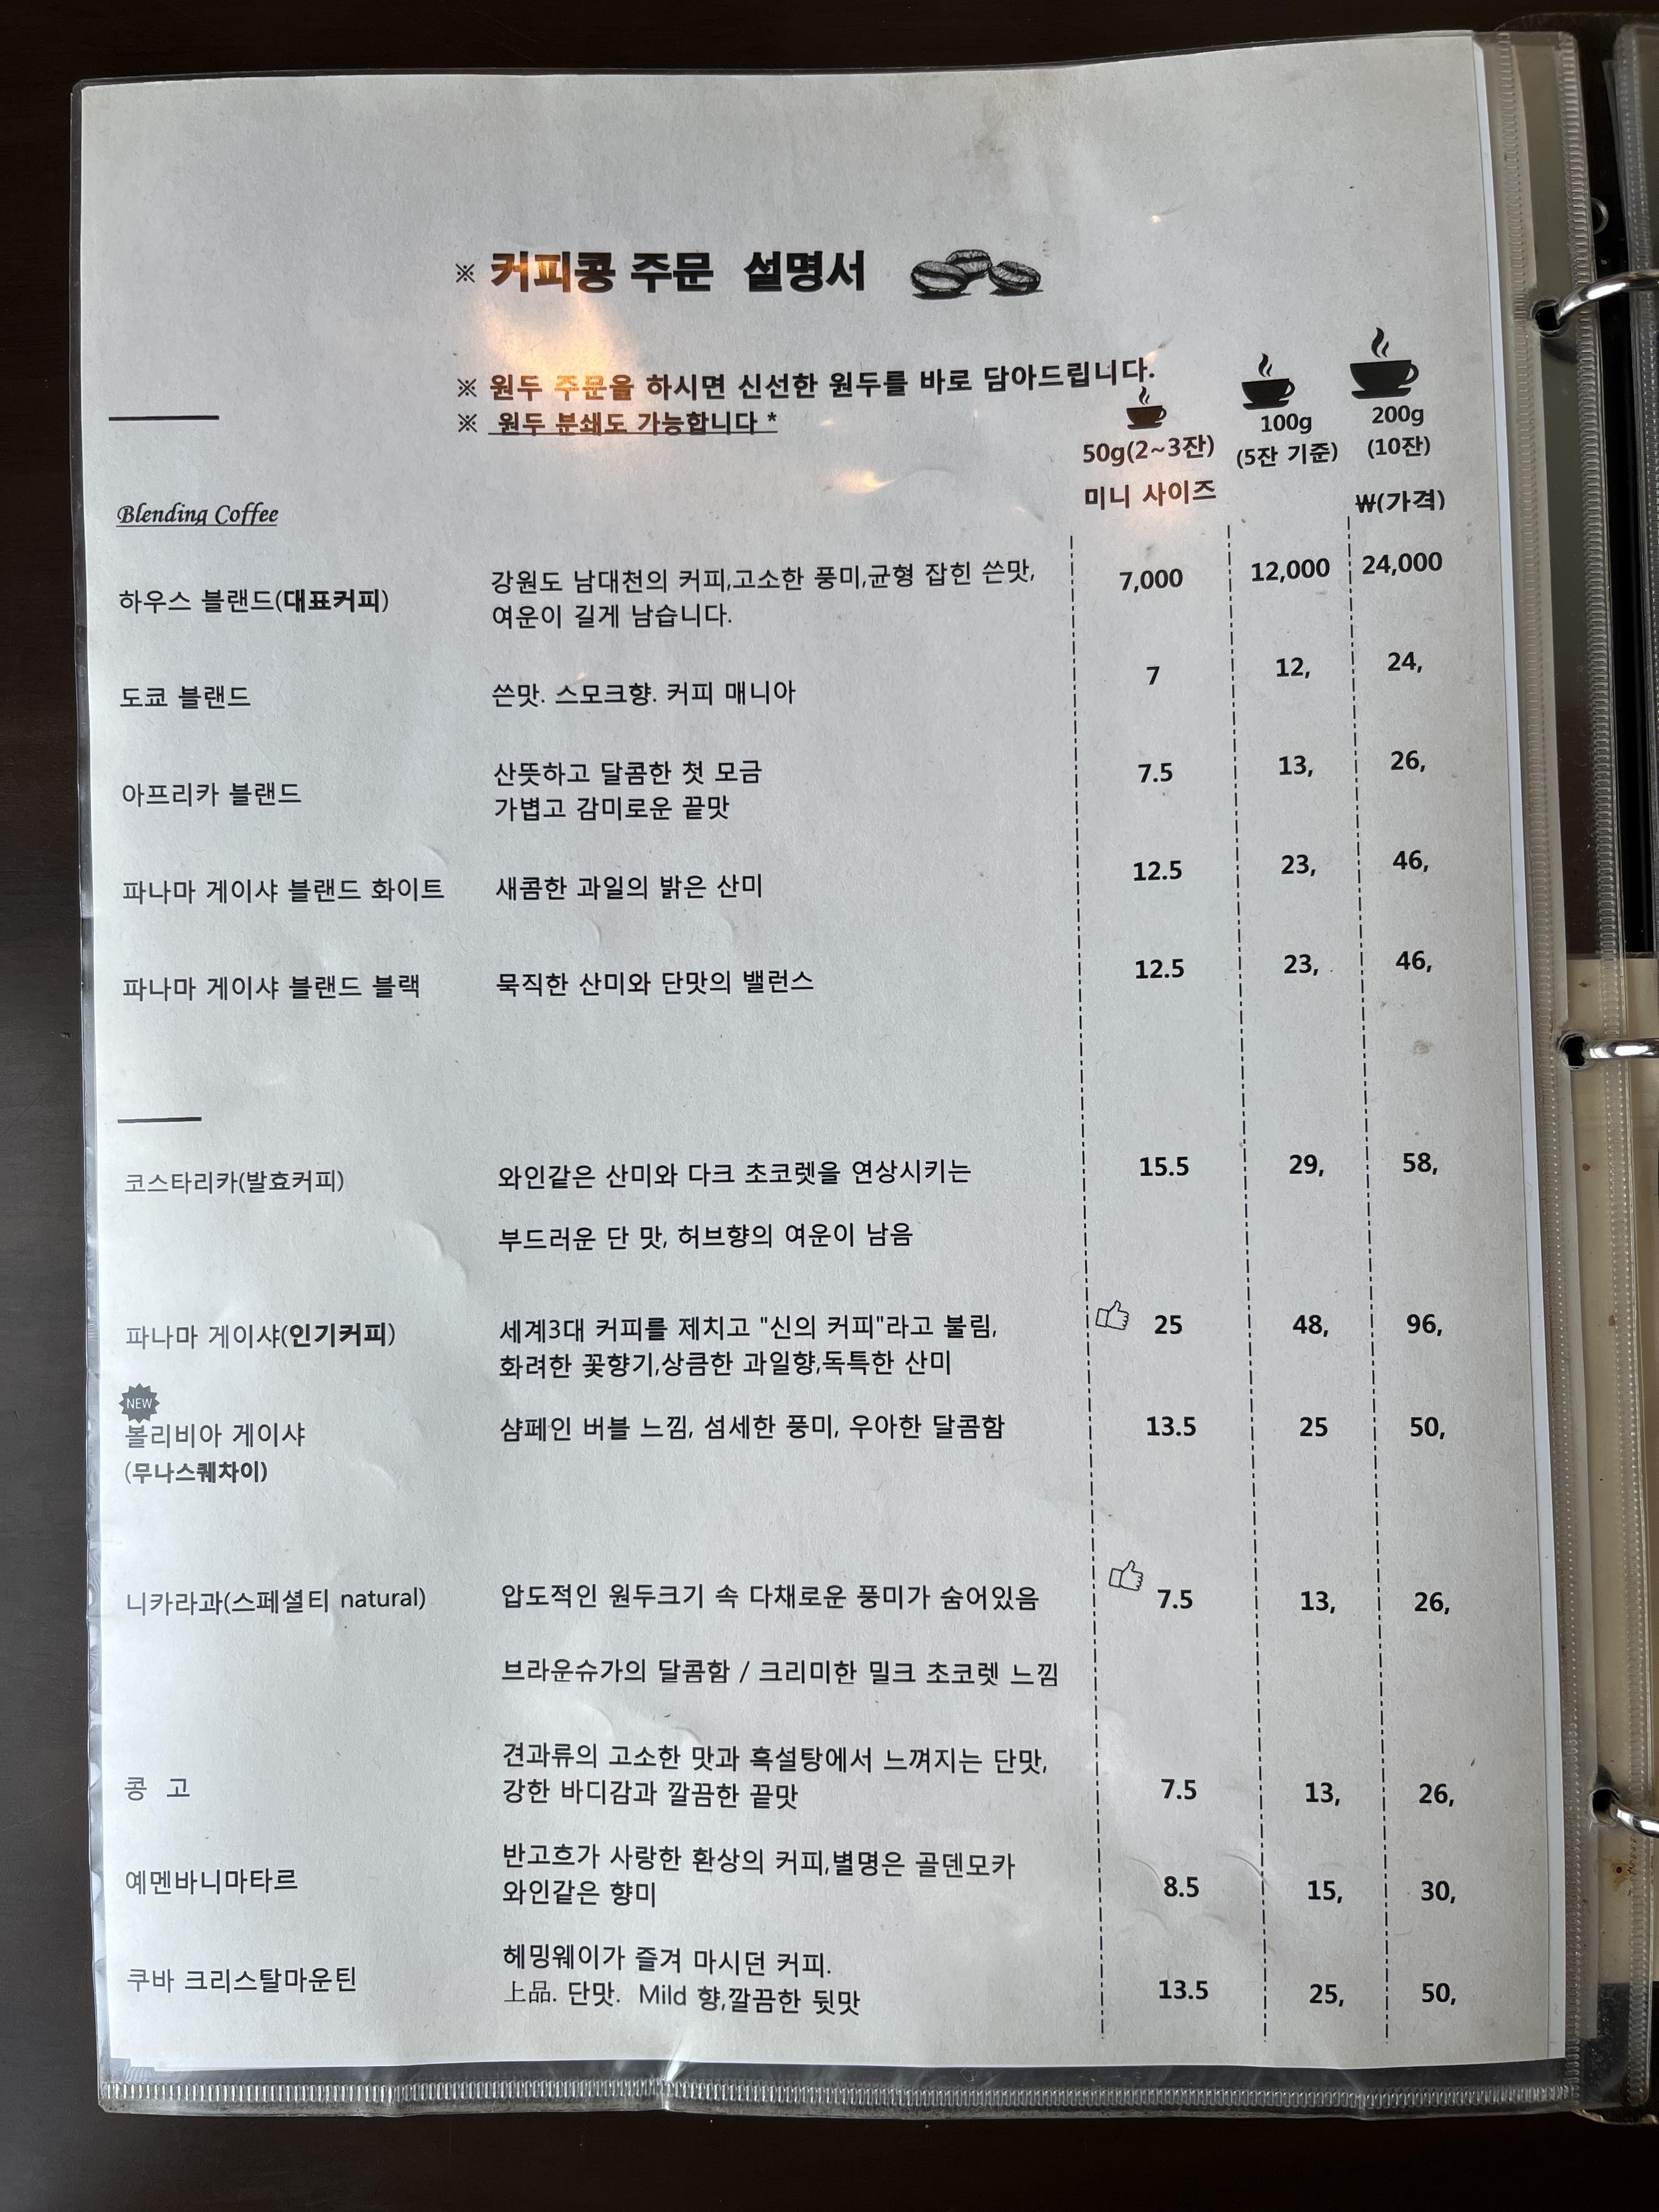 ※ 커피콩 주문 설명서
※ 원두 주문을 하시면 신선한 원두를 바로 담아드립니다.
※ 원두 분쇄도 가능합니다 *
50g(2~3잔) 100g 200g
(5잔 기준) (10잔)
미니 사이즈 ₩(가격)
Blending Coffee
하우스 블랜드(대표커피) 강원도 남대천의 커피,고소한 풍미,균형 잡힌 쓴맛, 7,000 12,000 24,000
여운이 길게 남습니다.
도쿄 블랜드 쓴맛. 스모크향. 커피 매니아 7 12, 24,
산뜻하고 달콤한 첫 모금
아프리카 블랜드 7.5 13, 26,
가볍고 감미로운 끝맛
파나마 게이샤 블랜드 화이트 새콤한 과일의 밝은 산미 12.5 23, 46,
파나마 게이샤 블랜드 블랙 묵직한 산미와 단맛의 밸런스 12.5 23, 46,
코스타리카(발효커피) 와인같은 산미와 다크 초코렛을 연상시키는 15.5 29, 58,
부드러운 단 맛, 허브향의 여운이 남음
파나마 게이샤(인기커피) 세계3대 커피를 제치고 "신의 커피"라고 불림, 25 48, 96,
화려한 꽃향기,상큼한 과일향,독특한 산미
NEW
볼리비아 게이샤 샴페인 버블 느낌, 섬세한 풍미, 우아한 달콤함 13.5 25 50,
(무나스퀘차이)
니카라과(스페셜티 natural) 압도적인 원두크기 속 다채로운 풍미가 숨어있음 7.5 13, 26,
브라운슈가의 달콤함 / 크리미한 밀크 초코렛 느낌
견과류의 고소한 맛과 흑설탕에서 느껴지는 단맛,
콩 고 강한 바디감과 깔끔한 끝맛 7.5 13, 26,
반고흐가 사랑한 환상의 커피,별명은 골덴모카
예멘바니마타르 와인같은 향미 8.5 15, 30,
헤밍웨이가 즐겨 마시던 커피.
쿠바 크리스탈마운틴 上品. 단맛. Mild 향,깔끔한 뒷맛 13.5 25, 50,